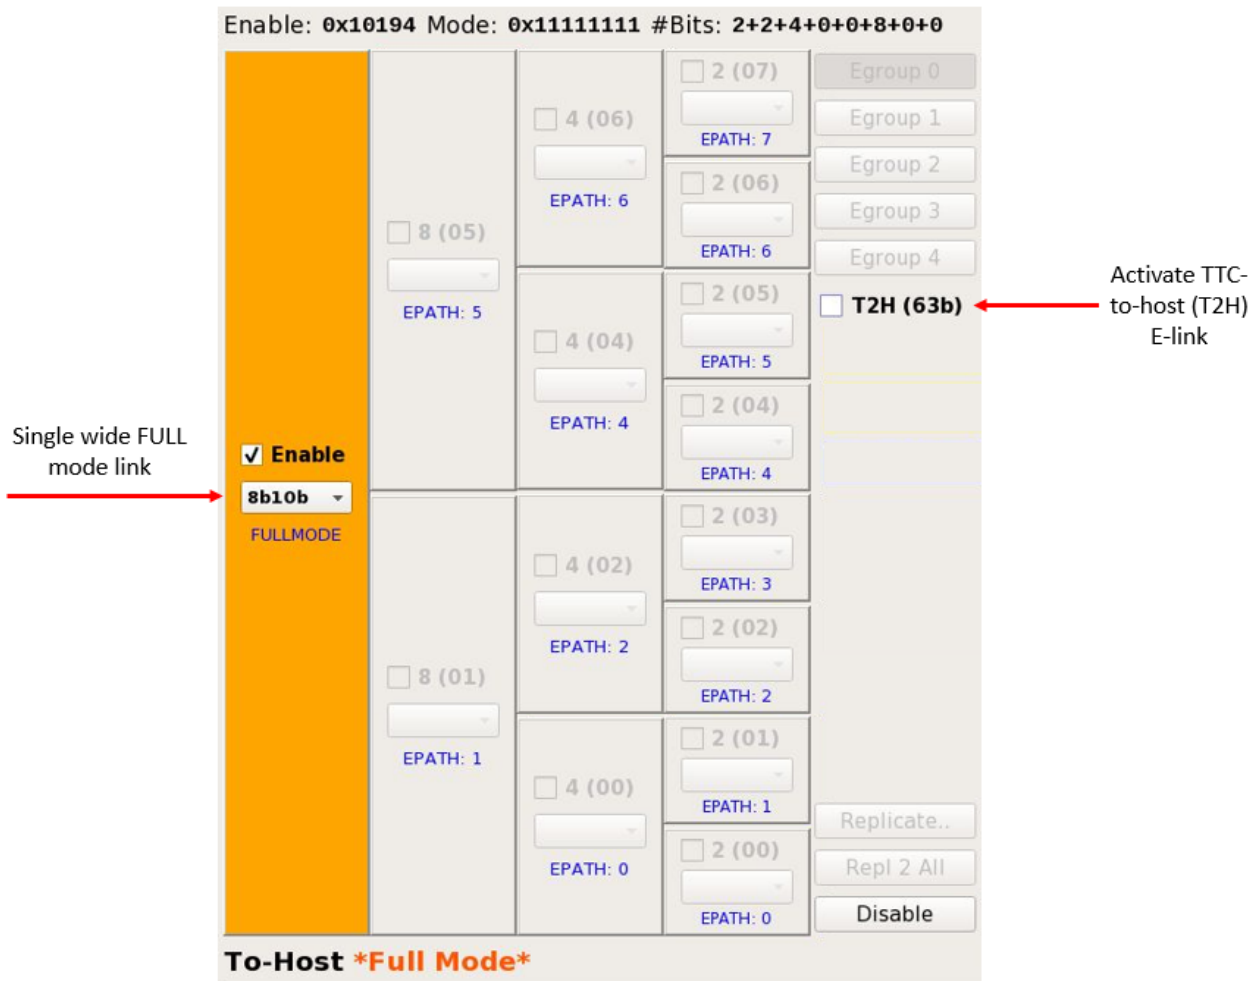 Enable: 0x10194 Mode: 0x11111111 #Bits: 2+2+4+0+0+8+0+0
Single wide FULL
mode link
Enable
8b10b
FULLMODE
8 (05)
EPATH: 5
8 (01)
EPATH: 1
4 (06)
EPATH: 6
4 (04)
EPATH: 4
4 (02)
EPATH: 2
4 (00)
EPATH: 0
2 (07)
EPATH: 7
2 (06)
EPATH: 6
2 (05)
EPATH: 5
2 (04)
EPATH: 4
2 (03)
EPATH: 3
2 (02)
EPATH: 2
2 (01)
EPATH: 1
2 (00)
EPATH: 0
Egroup 0
Egroup 1
Egroup 2
Egroup 3
Egroup 4
T2H (63b)
Activate TTC-
to-host (T2H)
E-link
Replicate..
Repl 2 All
Disable
To-Host *Full Mode*